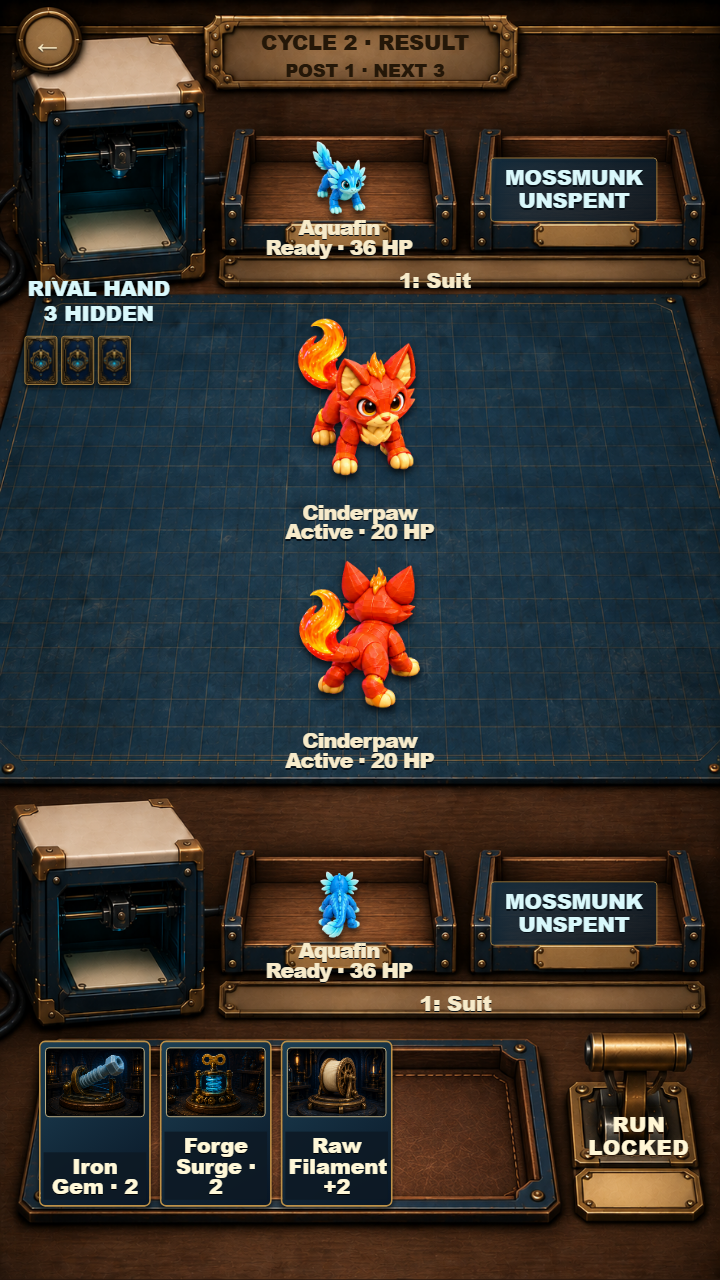 ←
CYCLE 2 · RESULT
POST 1 · NEXT 3
Aquafin
Ready · 36 HP
MOSSMUNK
UNSPENT
1: Suit
RIVAL HAND
3 HIDDEN
Cinderpaw
Active · 20 HP
Cinderpaw
Active · 20 HP
Aquafin
Ready · 36 HP
MOSSMUNK
UNSPENT
1: Suit
Iron
Gem · 2
Forge
Surge ·
2
Raw
Filament
+2
RUN
LOCKED